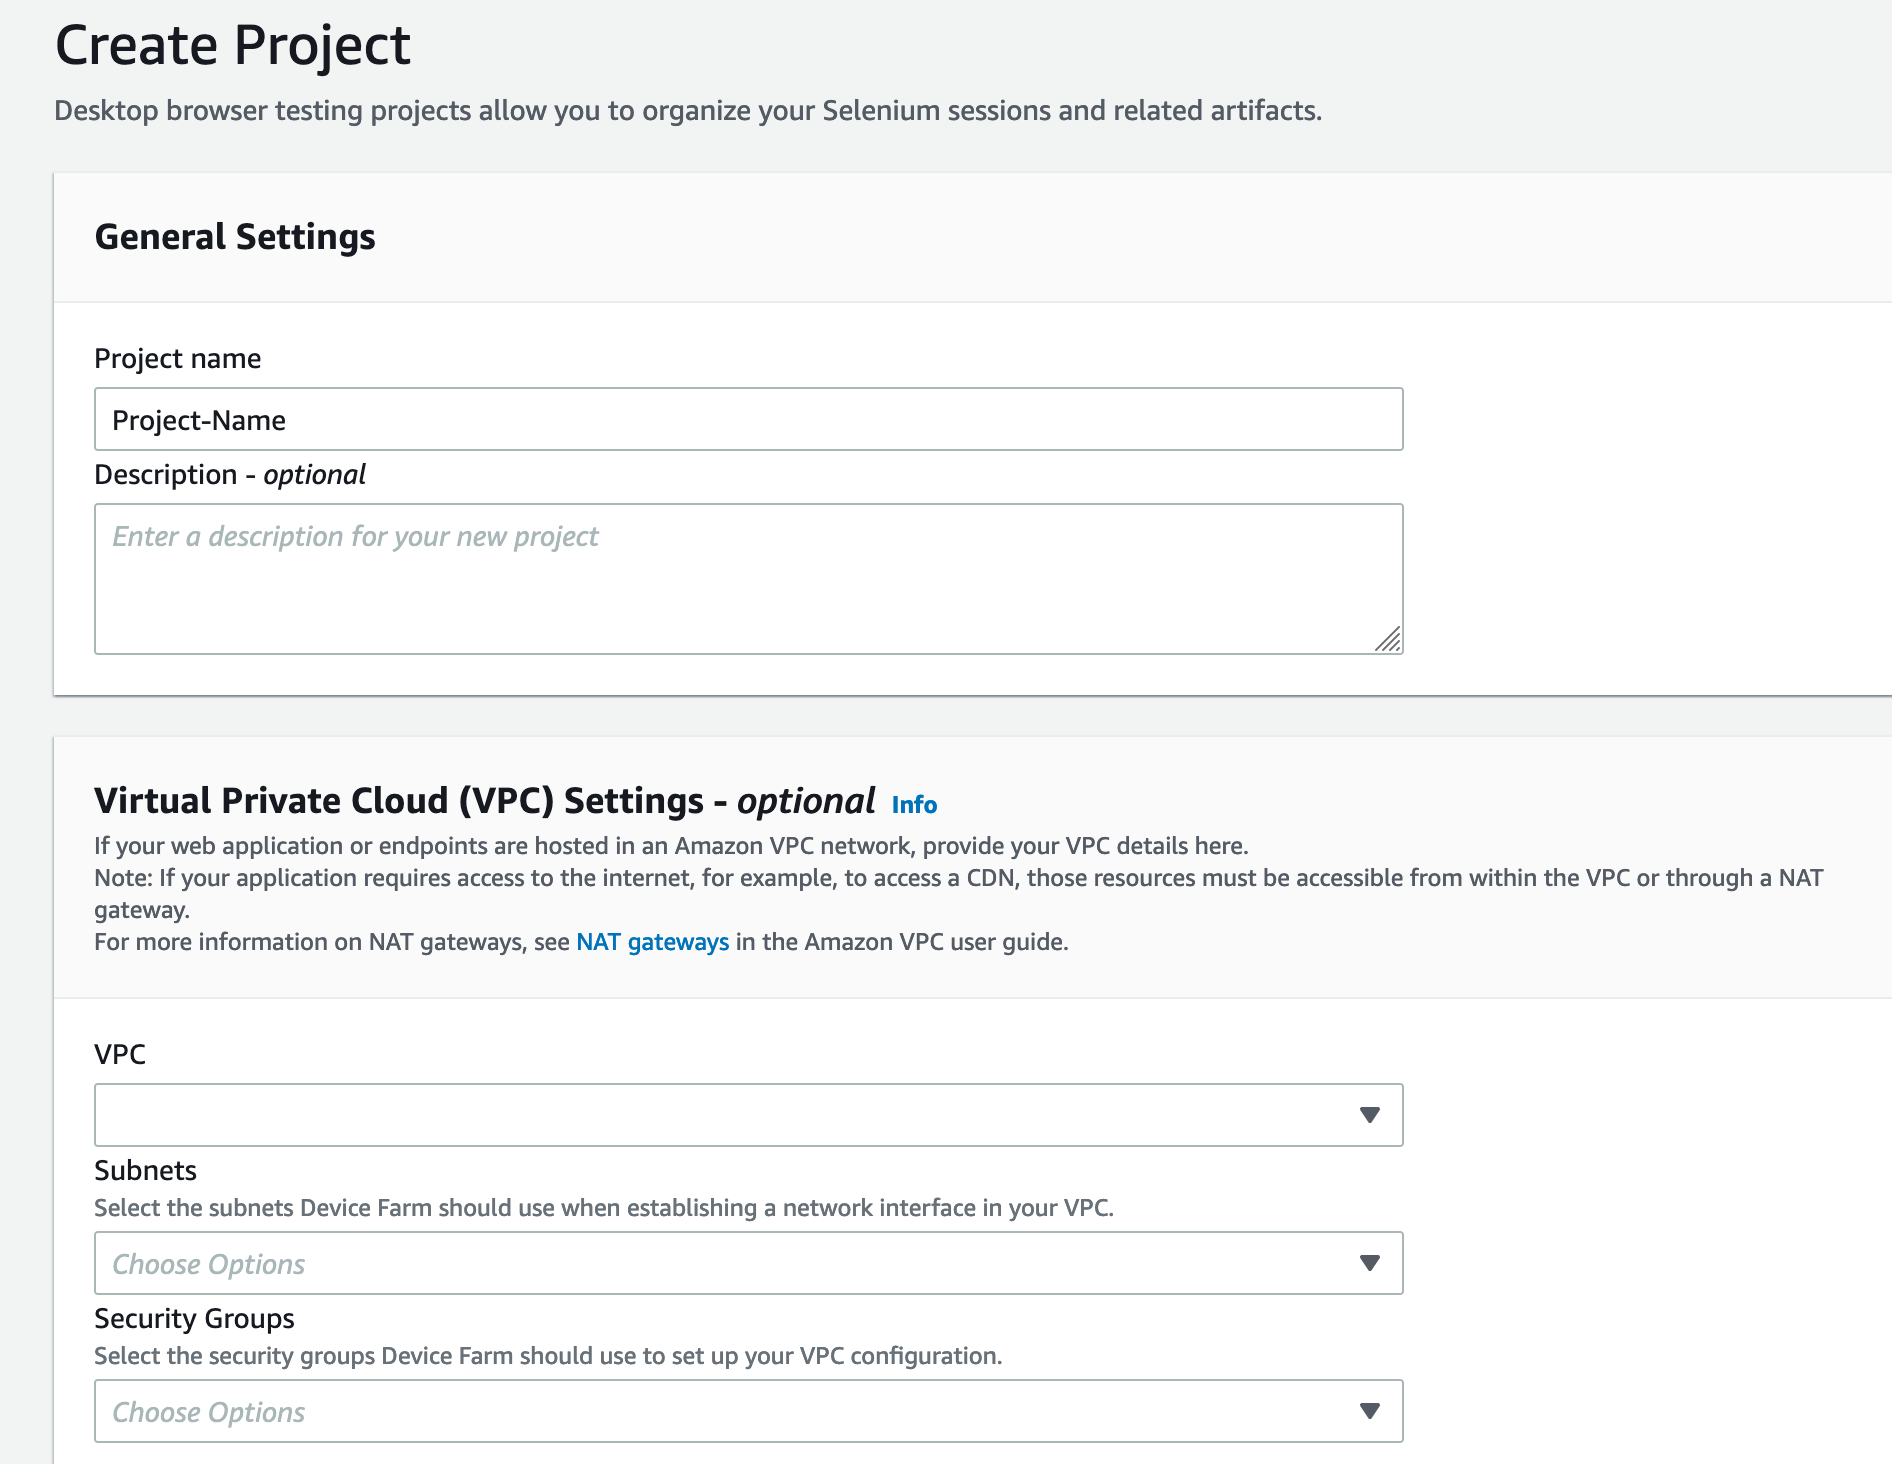 Create Project
Desktop browser testing projects allow you to organize your Selenium sessions and related artifacts.
General Settings
Project name
Project-Name
Description - optional
Enter a description for your new project
Virtual Private Cloud (VPC) Settings - optional Info
If your web application or endpoints are hosted in an Amazon VPC network, provide your VPC details here.
Note: If your application requires access to the internet, for example, to access a CDN, those resources must be accessible from within the VPC or through a NAT
gateway.
For more information on NAT gateways, see NAT gateways in the Amazon VPC user guide.
VPC
Subnets
Select the subnets Device Farm should use when establishing a network interface in your VPC.
Choose Options
Security Groups
Select the security groups Device Farm should use to set up your VPC configuration.
Choose Options